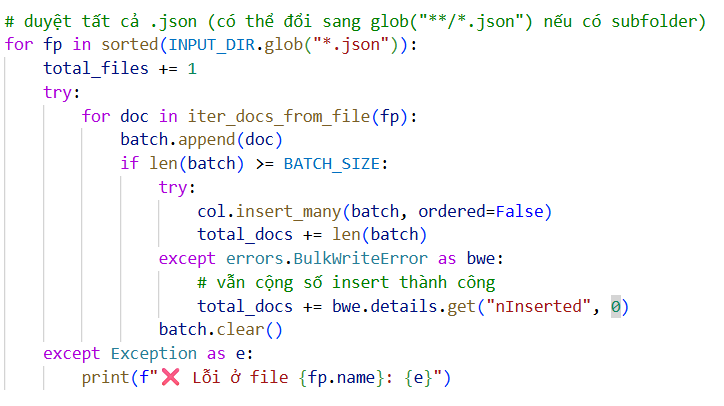 # duyệt tất cả .json (có thể đổi sang glob("**/*.json") nếu có subfolder)
for fp in sorted(INPUT_DIR.glob("*.json")):
    total_files += 1
    try:
        for doc in iter_docs_from_file(fp):
            batch.append(doc)
            if len(batch) >= BATCH_SIZE:
                try:
                    col.insert_many(batch, ordered=False)
                    total_docs += len(batch)
                except errors.BulkWriteError as bwe:
                    # vẫn cộng số insert thành công
                    total_docs += bwe.details.get("nInserted", 0)
                batch.clear()
    except Exception as e:
        print(f"❌ Lỗi ở file {fp.name}: {e}")